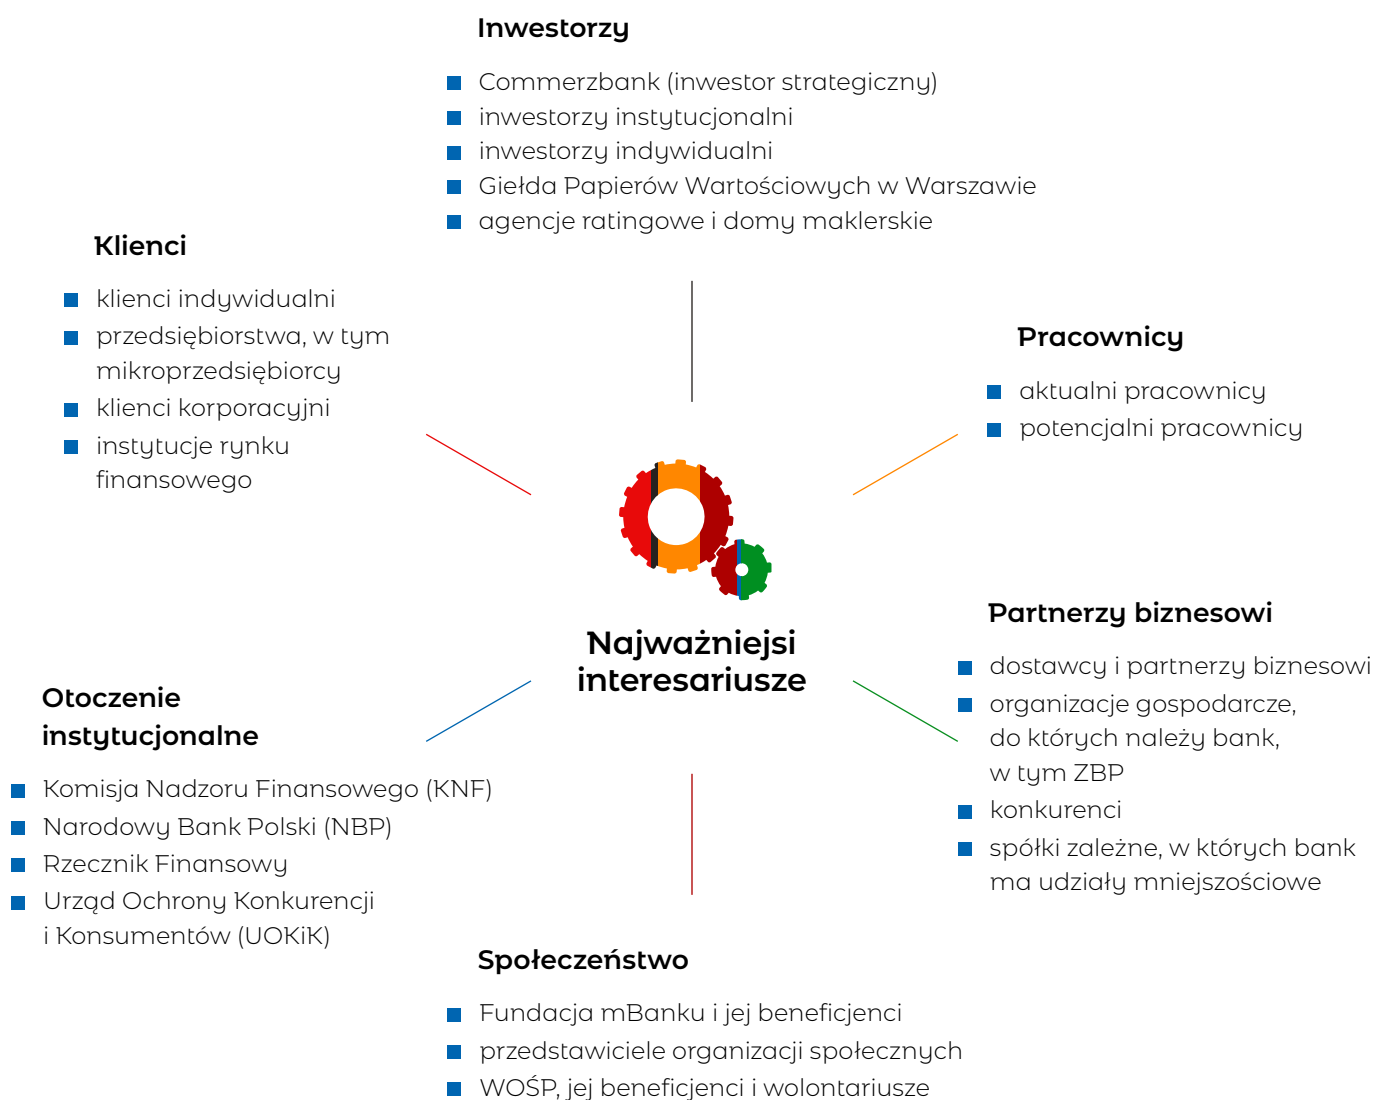 Inwestorzy
Commerzbank (inwestor strategiczny)
inwestorzy instytucjonalni
inwestorzy indywidualni
Giełda Papierów Wartościowych w Warszawie
agencje ratingowe i domy maklerskie
Klienci
klienci indywidualni
przedsiębiorstwa, w tym
mikroprzedsiębiorcy
klienci korporacyjni
instytucje rynku
finansowego
Pracownicy
aktualni pracownicy
potencjalni pracownicy
Najważniejsi
interesariusze
Partnerzy biznesowi
dostawcy i partnerzy biznesowi
organizacje gospodarcze,
do których należy bank,
w tym ZBP
konkurenci
spółki zależne, w których bank
ma udziały mniejszościowe
Otoczenie
instytucjonalne
Komisja Nadzoru Finansowego (KNF)
Narodowy Bank Polski (NBP)
Rzecznik Finansowy
Urząd Ochrony Konkurencji
i Konsumentów (UOKiK)
Społeczeństwo
Fundacja mBanku i jej beneficjenci
przedstawiciele organizacji społecznych
WOŚP, jej beneficjenci i wolontariusze